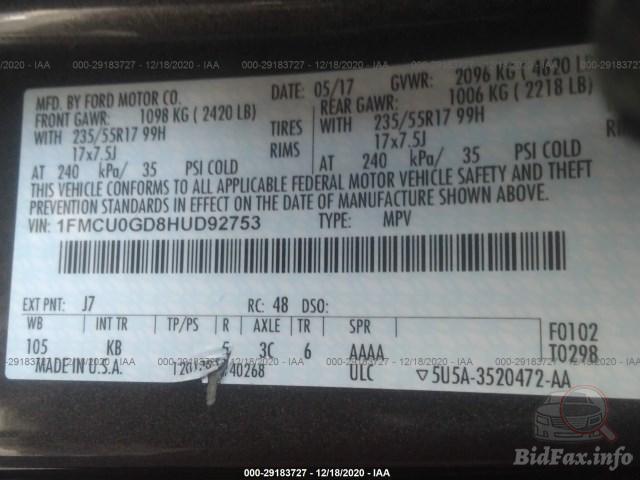 000-29183727 - 12/18/2020 - IAA
MFD. BY FORD MOTOR CO. DATE: 05/17 GVWR: 2096 KG ( 4620 LB
FRONT GAWR: 1098 KG ( 2420 LB) REAR GAWR: 1006 KG ( 2218 LB)
WITH 235/55R17 99H TIRES WITH 235/55R17 99H
17x7.5J RIMS 17x7.5J
AT 240 kPa/ 35 PSI COLD AT 240 kPa/ 35 PSI COLD
THIS VEHICLE CONFORMS TO ALL APPLICABLE FEDERAL MOTOR VEHICLE SAFETY AND THEFT
PREVENTION STANDARDS IN EFFECT ON THE DATE OF MANUFACTURE SHOWN ABOVE.
VIN: 1FMCU0GD8HUD92753 TYPE: MPV
EXT PNT: J7 RC: 48 DSO:
WB INT TR TP/PS R AXLE TR SPR F0102
105 KB 5 3C 6 AAAA T0298
MADE IN U.S.A. 40268 ULC ▽5U5A-3520472-AA
BidFax.info
000-29183727 - 12/18/2020 - IAA